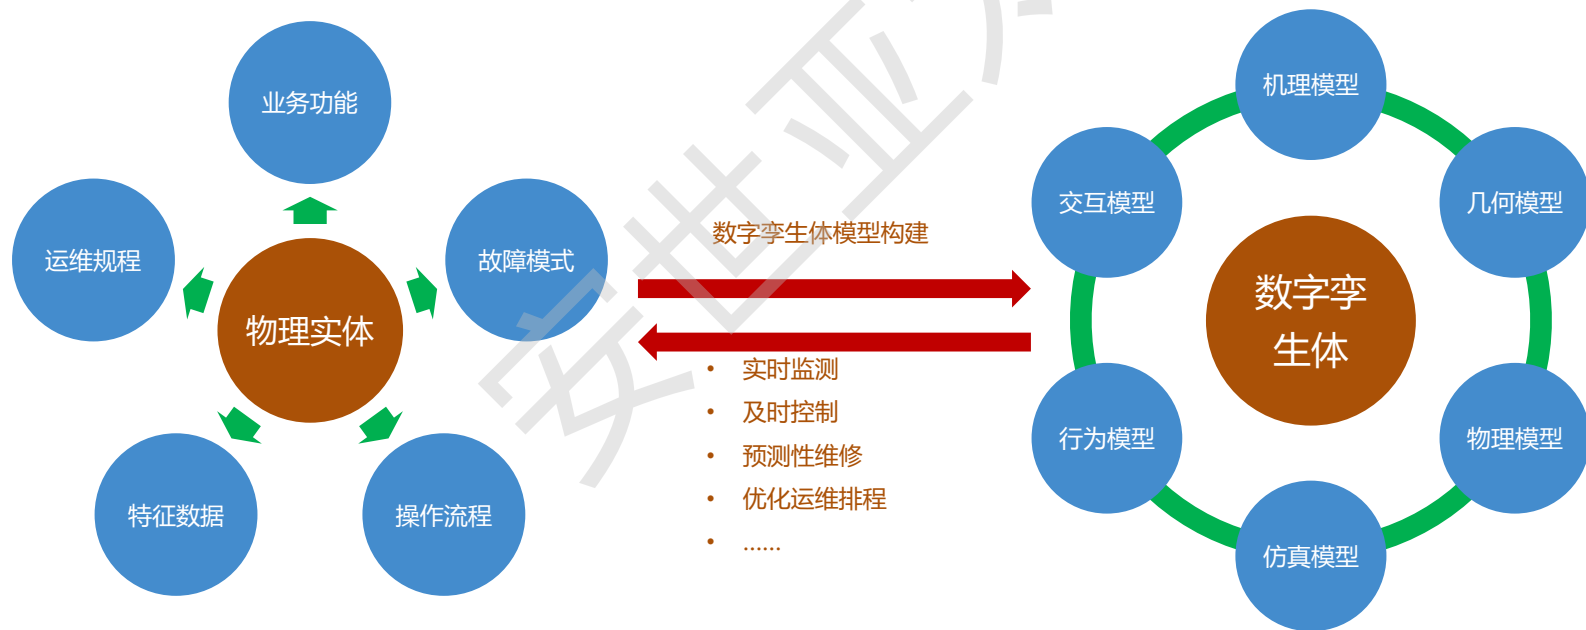 业务功能
运维规程
故障模式
物理实体
特征数据
操作流程
数字孪生体模型构建
• 实时监测
• 及时控制
• 预测性维修
• 优化运维排程
• ……
机理模型
交互模型
几何模型
数字孪
生体
行为模型
物理模型
仿真模型
安世亚太